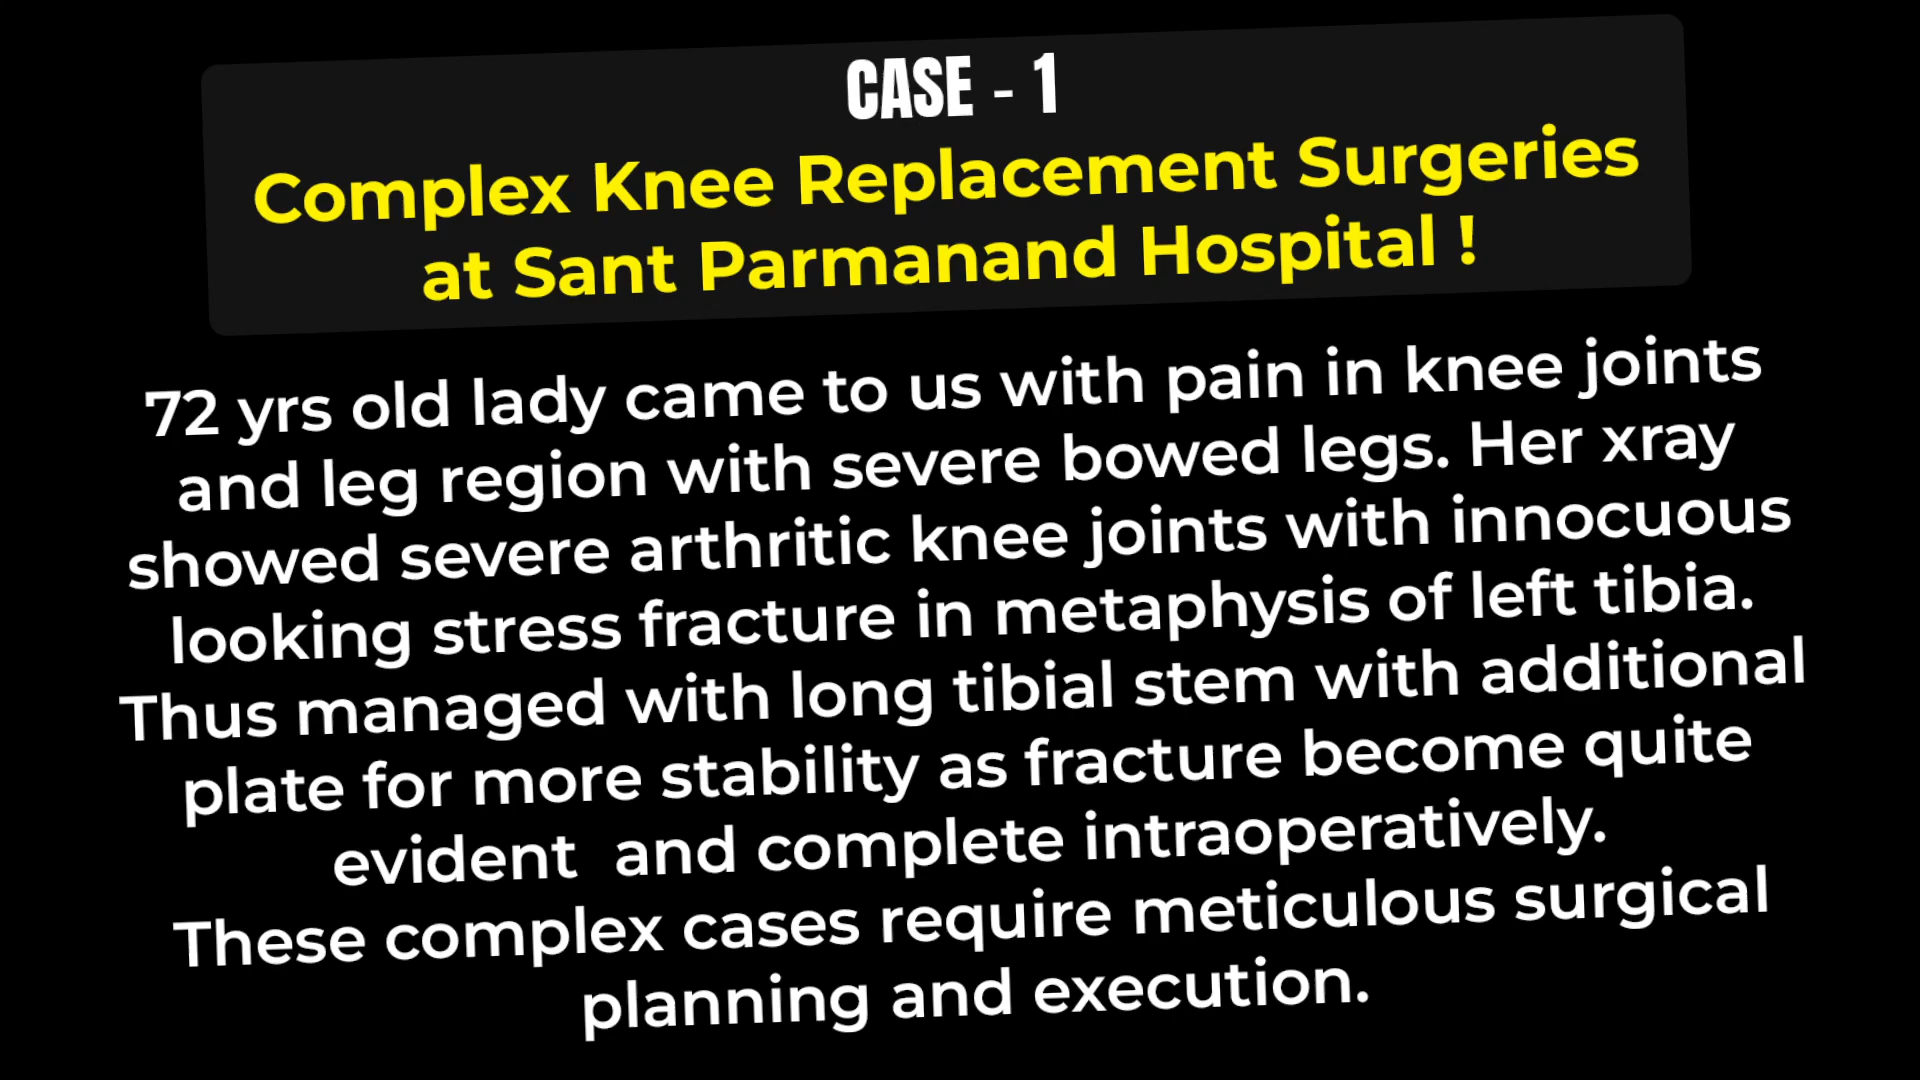 CASE - 1
Complex Knee Replacement Surgeries
at Sant Parmanand Hospital !
72 yrs old lady came to us with pain in knee joints
and leg region with severe bowed legs. Her xray
showed severe arthritic knee joints with innocuous
looking stress fracture in metaphysis of left tibia.
Thus managed with long tibial stem with additional
plate for more stability as fracture become quite
evident  and complete intraoperatively.
These complex cases require meticulous surgical
planning and execution.